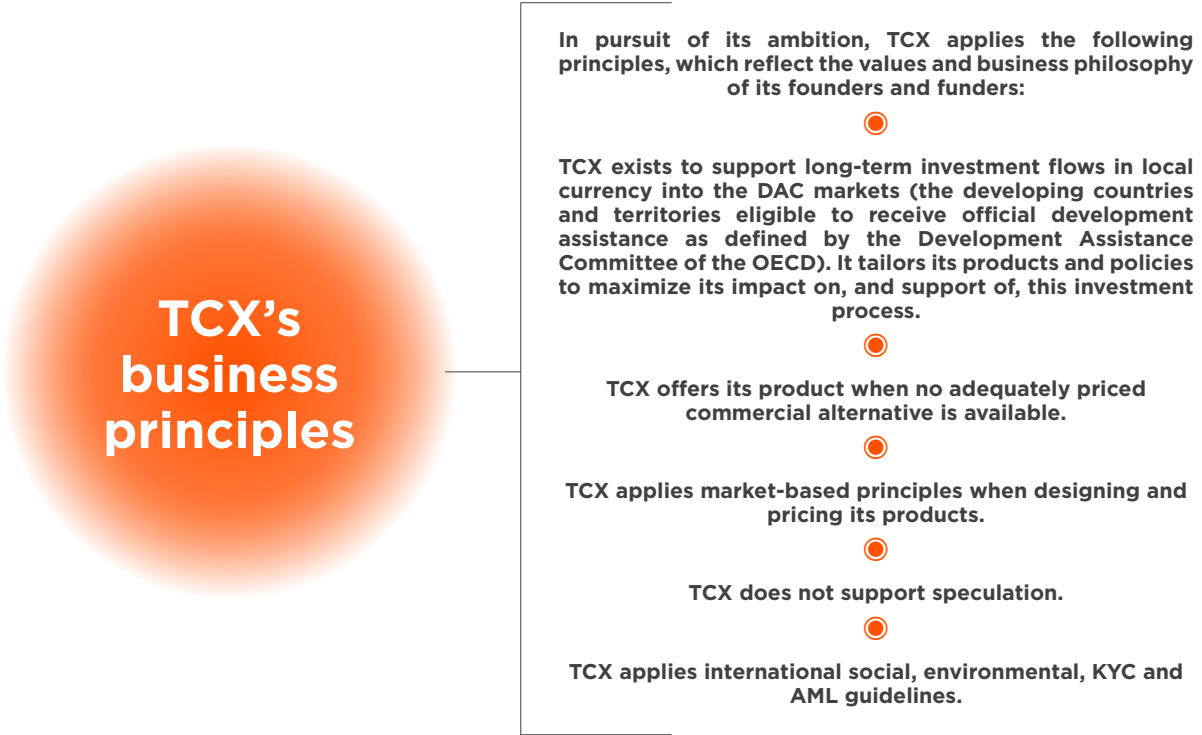 TCX’s
business
principles
In pursuit of its ambition, TCX applies the following
principles, which reflect the values and business philosophy
of its founders and funders:
TCX exists to support long-term investment flows in local
currency into the DAC markets (the developing countries
and territories eligible to receive official development
assistance as defined by the Development Assistance
Committee of the OECD). It tailors its products and policies
to maximize its impact on, and support of, this investment
process.
TCX offers its product when no adequately priced
commercial alternative is available.
TCX applies market-based principles when designing and
pricing its products.
TCX does not support speculation.
TCX applies international social, environmental, KYC and
AML guidelines.